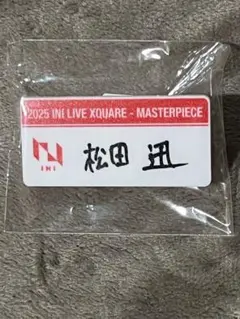 2025 INI LIVE XQUARE - MASTERPIECE
松田 迅
INI